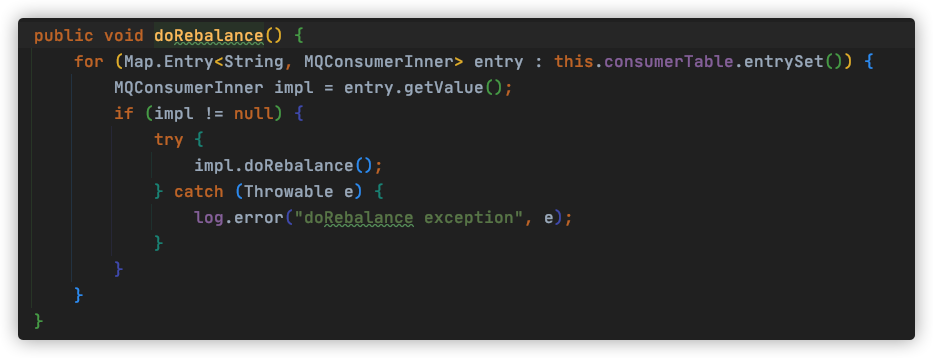 public void doRebalance() {
    for (Map.Entry<String, MQConsumerInner> entry : this.consumerTable.entrySet()) {
        MQConsumerInner impl = entry.getValue();
        if (impl != null) {
            try {
                impl.doRebalance();
            } catch (Throwable e) {
                log.error("doRebalance exception", e);
            }
        }
    }
}